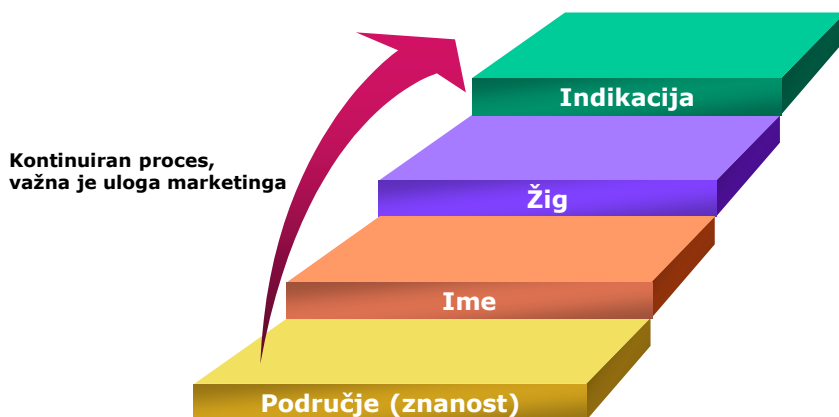 Indikacija
Kontinuiran proces,
važna je uloga marketinga
Žig
Ime
Područje (znanost)